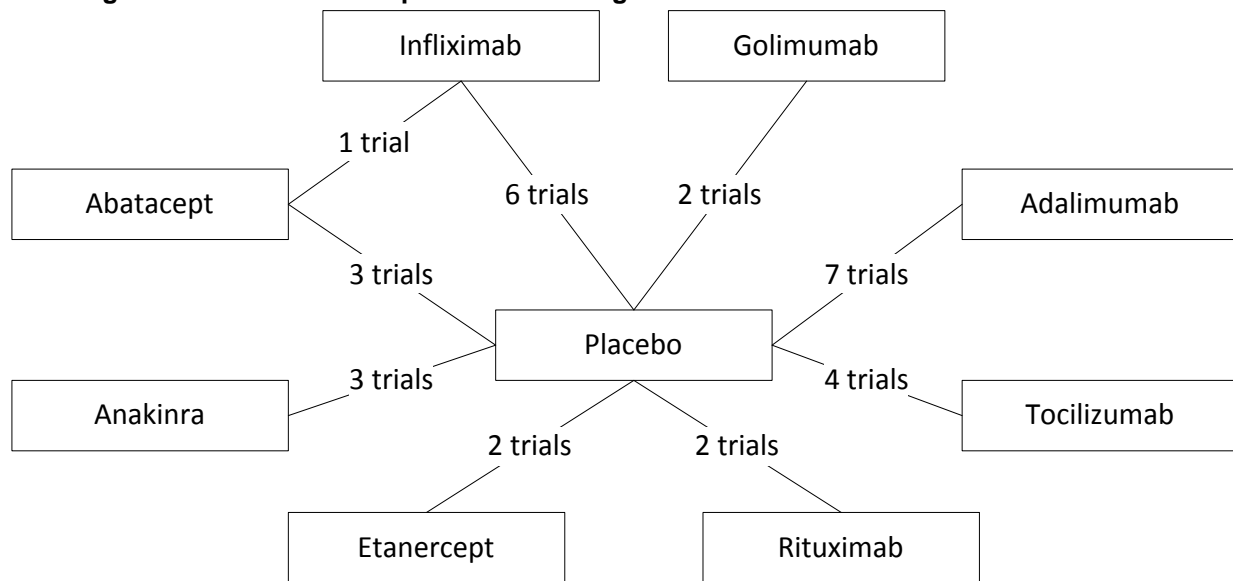 Infliximab
Golimumab
1 trial
Abatacept
6 trials
2 trials
Adalimumab
3 trials
7 trials
Placebo
3 trials
4 trials
Anakinra
Tocilizumab
2 trials
2 trials
Etanercept
Rituximab